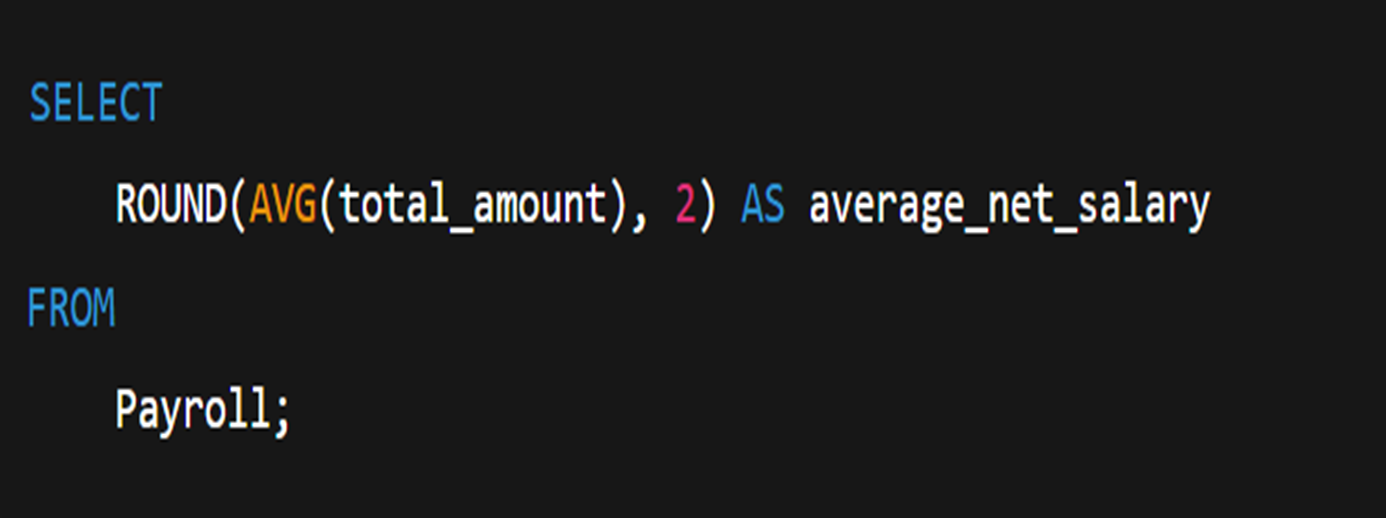 SELECT
ROUND(AVG(total_amount), 2) AS average_net_salary
FROM
Payroll;